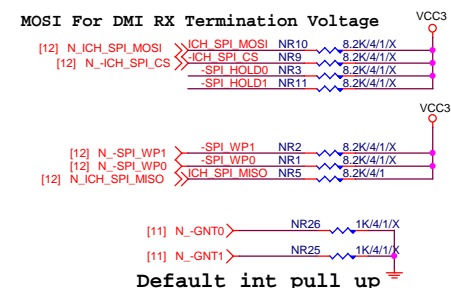 MOSI For DMI RX Termination Voltage
VCC3
[12] N_ICH_SPI_MOSI ICH_SPI_MOSI NR10 8.2K/4/1/X
[12] N_-ICH_SPI_CS -ICH_SPI_CS NR9 8.2K/4/1/X
-SPI_HOLD0 NR3 8.2K/4/1/X
-SPI_HOLD1 NR11 8.2K/4/1/X
VCC3
[12] N_-SPI_WP1 -SPI_WP1 NR2 8.2K/4/1/X
[12] N_-SPI_WP0 -SPI_WP0 NR1 8.2K/4/1/X
[12] N_ICH_SPI_MISO ICH_SPI_MISO NR5 8.2K/4/1
[11] N_-GNT0 NR26 1K/4/1/X
[11] N_-GNT1 NR25 1K/4/1/X
Default int pull up